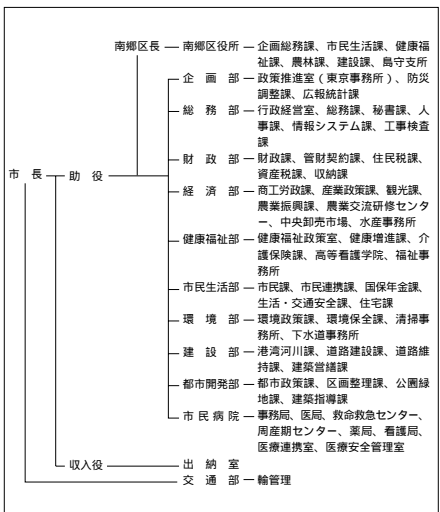 南郷区長 南郷区役所 企画総務課、市民生活課、健康福
祉課、農林課、建設課、島守支所
企画部 政策推進室(東京事務所)、防災
調整課、広報統計課
総務部 行政経営室、総務課、秘書課、人
事課、情報システム課、工事検査
課
財政部 財政課、管財契約課、住民税課、
資産税課、収納課
市長 助役
経済部 商工労政課、産業政策課、観光課、
農業振興課、農業交流研修センタ
ー、中央卸売市場、水産事務所
健康福祉部 健康福祉政策室、健康増進課、介
護保険課、高等看護学院、福祉事
務所
市民生活部 市民課、市民連携課、国保年金課、
生活・交通安全課、住宅課
環境部 環境政策課、環境保全課、清掃事
務所、下水道事務所
建設部 港湾河川課、道路建設課、道路維
持課、建築営繕課
都市開発部 都市政策課、区画整理課、公園緑
地課、建築指導課
市民病院 事務局、医局、救命救急センター、
周産期センター、薬局、看護局、
医療連携室、医療安全管理室
収入役 出納室
交通部 輸管理